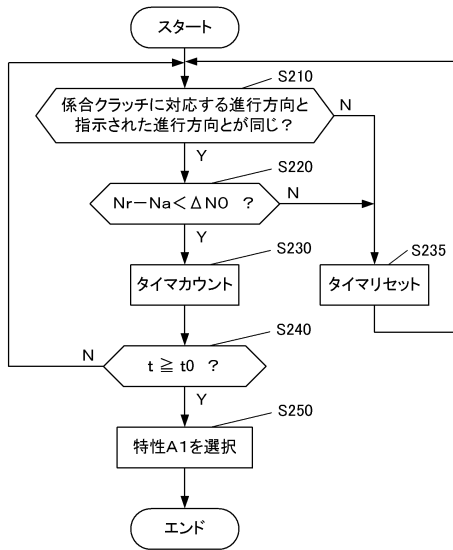 スタート
S210
係合クラッチに対応する進行方向と
指示された進行方向とが同じ？
N
Y
S220
Nr－Na＜ΔN0 ？
N
Y
S230
タイマカウント
S235
タイマリセット
S240
t ≧ t0 ？
N
Y
S250
特性A1を選択
エンド